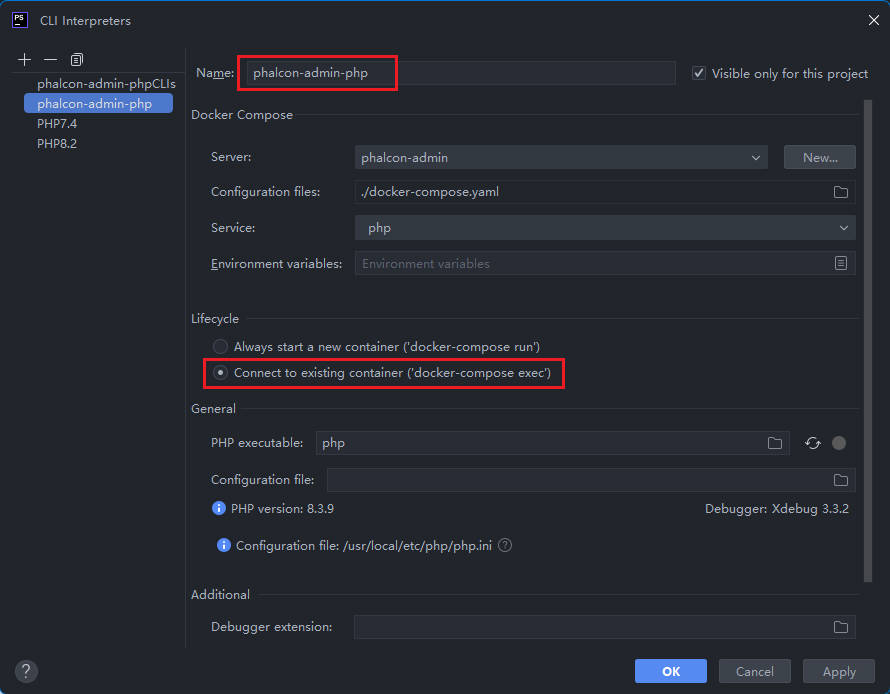 PS CLI Interpreters
phalcon-admin-phpCLIs
phalcon-admin-php
PHP7.4
PHP8.2
Name: phalcon-admin-php Visible only for this project
Docker Compose
Server: phalcon-admin New...
Configuration files: ./docker-compose.yaml
Service: php
Environment variables: Environment variables
Lifecycle
Always start a new container ('docker-compose run')
Connect to existing container ('docker-compose exec')
General
PHP executable: php
Configuration file:
PHP version: 8.3.9 Debugger: Xdebug 3.3.2
Configuration file: /usr/local/etc/php/php.ini ?
Additional
Debugger extension:
? OK Cancel Apply